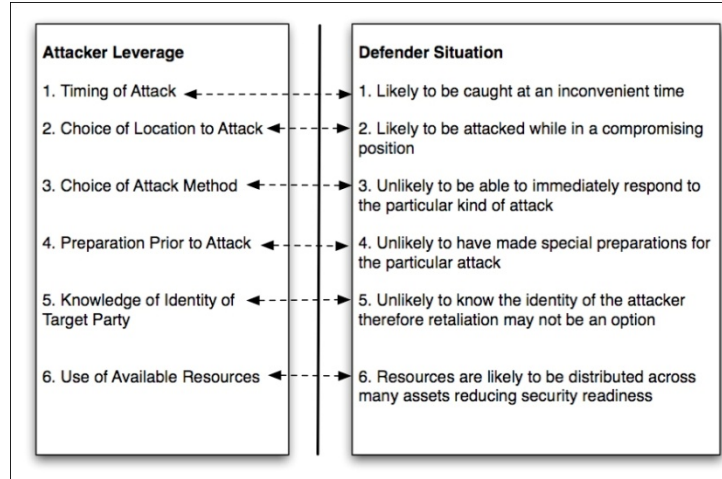 Attacker Leverage
1. Timing of Attack
2. Choice of Location to Attack
3. Choice of Attack Method
4. Preparation Prior to Attack
5. Knowledge of Identity of
Target Party
6. Use of Available Resources
Defender Situation
1. Likely to be caught at an inconvenient time
2. Likely to be attacked while in a compromising
position
3. Unlikely to be able to immediately respond to
the particular kind of attack
4. Unlikely to have made special preparations for
the particular attack
5. Unlikely to know the identity of the attacker
therefore retaliation may not be an option
6. Resources are likely to be distributed across
many assets reducing security readiness